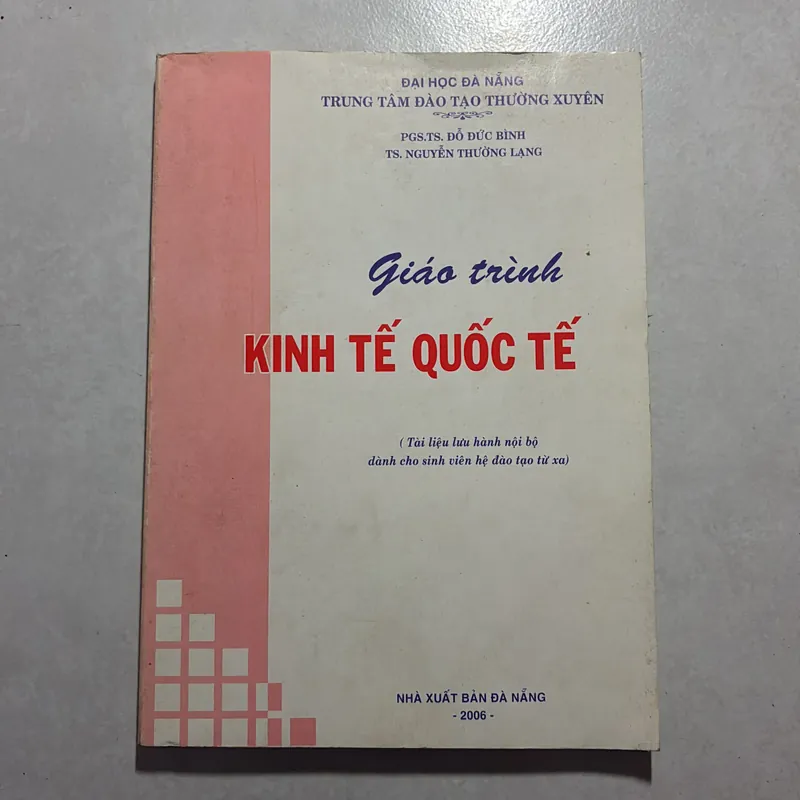 ĐẠI HỌC ĐÀ NẴNG
TRUNG TÂM ĐÀO TẠO THƯỜNG XUYÊN
PGS.TS. ĐỖ ĐỨC BÌNH
TS. NGUYỄN THƯỜNG LẠNG
Giáo trình
KINH TẾ QUỐC TẾ
( Tài liệu lưu hành nội bộ
dành cho sinh viên hệ đào tạo từ xa)
NHÀ XUẤT BẢN ĐÀ NẴNG
- 2006 -